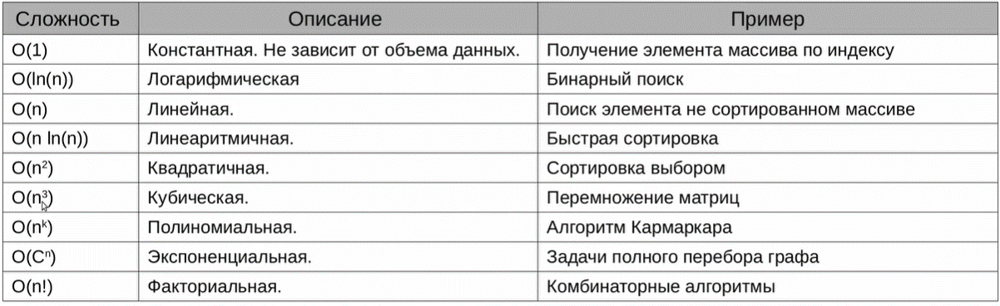 Сложность Описание Пример
O(1) Константная. Не зависит от объема данных. Получение элемента массива по индексу
O(ln(n)) Логарифмическая Бинарный поиск
O(n) Линейная. Поиск элемента не сортированном массиве
O(n ln(n)) Линеаритмичная. Быстрая сортировка
O(n²) Квадратичная. Сортировка выбором
O(n³) Кубическая. Перемножение матриц
O(nᵏ) Полиномиальная. Алгоритм Кармаркара
O(Cⁿ) Экспоненциальная. Задачи полного перебора графа
O(n!) Факториальная. Комбинаторные алгоритмы